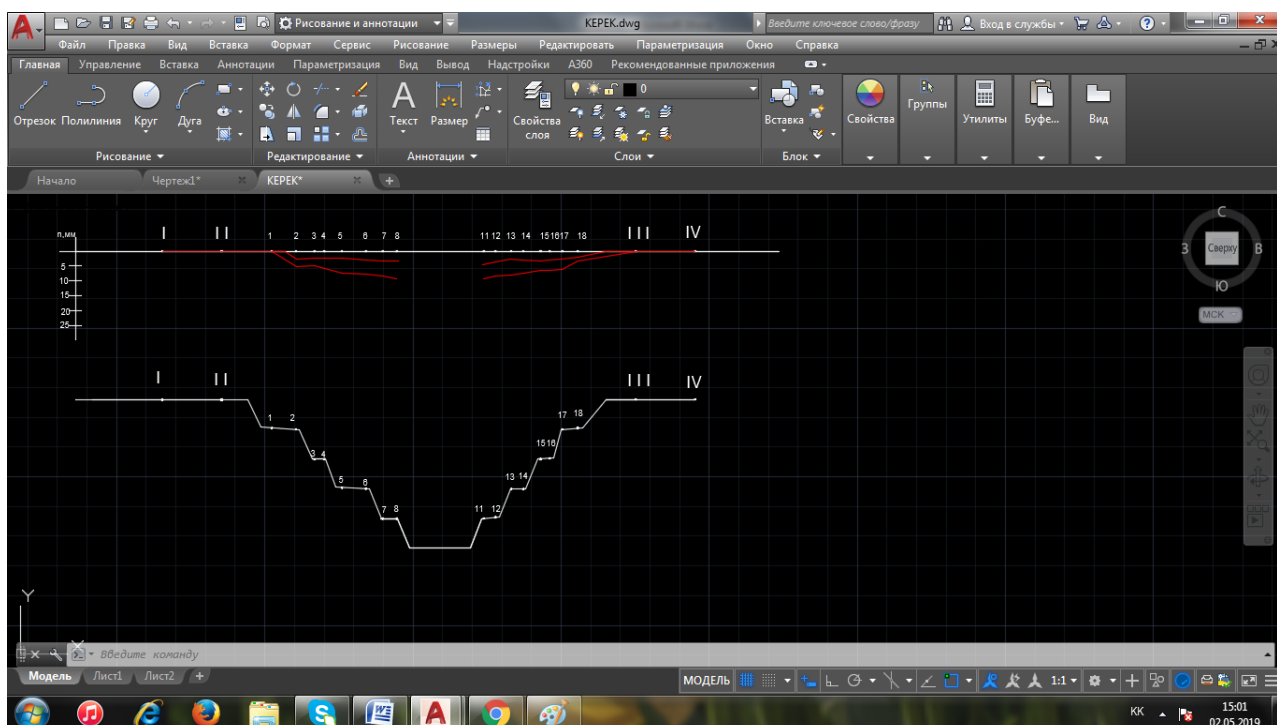 KEPEK.dwg
Рисование и аннотации
Введите ключевое слово/фразу
Вход в службы
Файл Правка Вид Вставка Формат Сервис Рисование Размеры Редактировать Параметризация Окно Справка
Главная Управление Вставка Аннотации Параметризация Вид Вывод Надстройки A360 Рекомендованные приложения
0
Отрезок Полилиния Круг Дуга Текст Размер Свойства слоя Вставка Свойства Группы Утилиты Буфе... Вид
Рисование Редактирование Аннотации Слои Блок
Начало Чертеж1* KEPEK*
п,мм I II 1 2 3 4 5 6 7 8 11 12 13 14 15 16 17 18 III IV
5
10
15
20
25
С
З Сверху В
Ю
МСК
I II III IV
1 2 17 18
3 4 15 16
5 6 13 14
7 8 11 12
Y
X
Введите команду
Модель Лист1 Лист2 +
МОДЕЛЬ 1:1
KK 15:01
02.05.2019